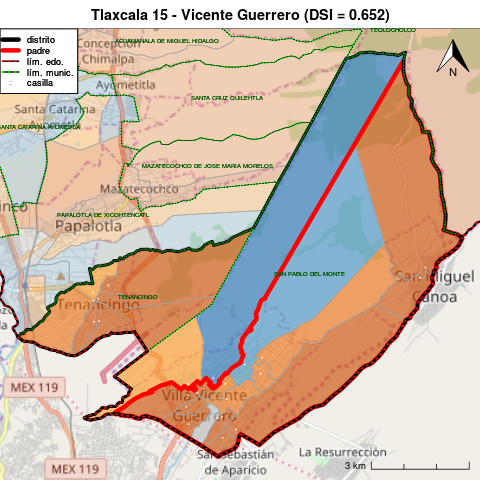 Tlaxcala 15 - Vicente Guerrero (DSI = 0.652)
distrito
padre
lím. edo.
lím. munic.
casilla
TEOLOCHOLCO
ACUAMANALA DE MIGUEL HIDALGO
Concepción
Chimalpa
Ayometitla
N
SANTA CRUZ QUILEHTLA
Santa Catarina
MAZATECOCHCO DE JOSE MARIA MORELOS
Mazatecochco
PAPALOTLA DE XICOHTENCATL
Papalotla
SAN PABLO DEL MONTE
San Miguel
Canoa
TENANCINGO
Tenancingo
MEX 119
Villa Vicente
Guerrero
San Sebastián
de Aparicio
La Resurrección
MEX 119
3 km